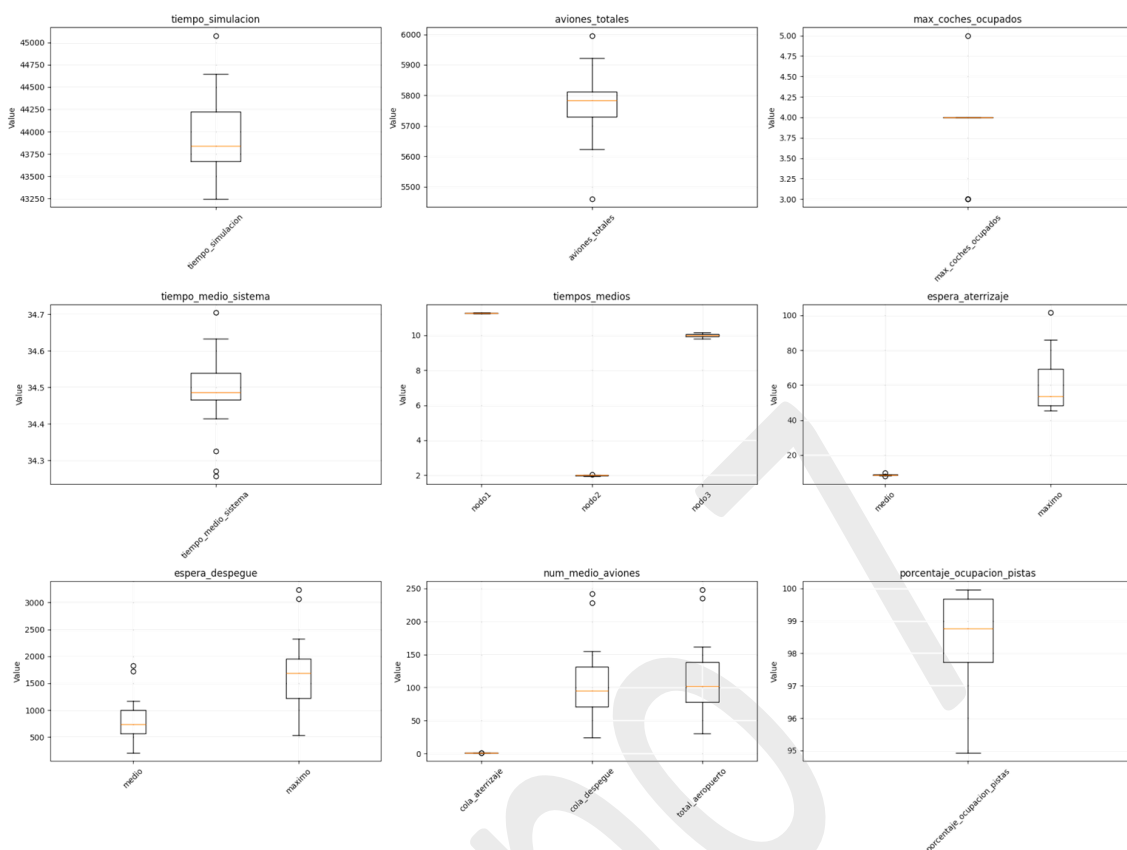 tiempo_simulacion
45000
44750
44500
44250
44000
43750
43500
43250
Value
tiempo_simulacion
aviones_totales
6000
5900
5800
5700
5600
5500
Value
aviones_totales
max_coches_ocupados
5.00
4.75
4.50
4.25
4.00
3.75
3.50
3.25
3.00
Value
max_coches_ocupados
tiempo_medio_sistema
34.7
34.6
34.5
34.4
34.3
Value
tiempo_medio_sistema
tiempos_medios
10
8
6
4
2
Value
nodo1
nodo2
nodo3
espera_aterrizaje
100
80
60
40
20
Value
medio
maximo
espera_despegue
3000
2500
2000
1500
1000
500
Value
medio
maximo
num_medio_aviones
250
200
150
100
50
0
Value
cola_aterrizaje
cola_despegue
total_aeropuerto
porcentaje_ocupacion_pistas
100
99
98
97
96
95
Value
porcentaje_ocupacion_pistas